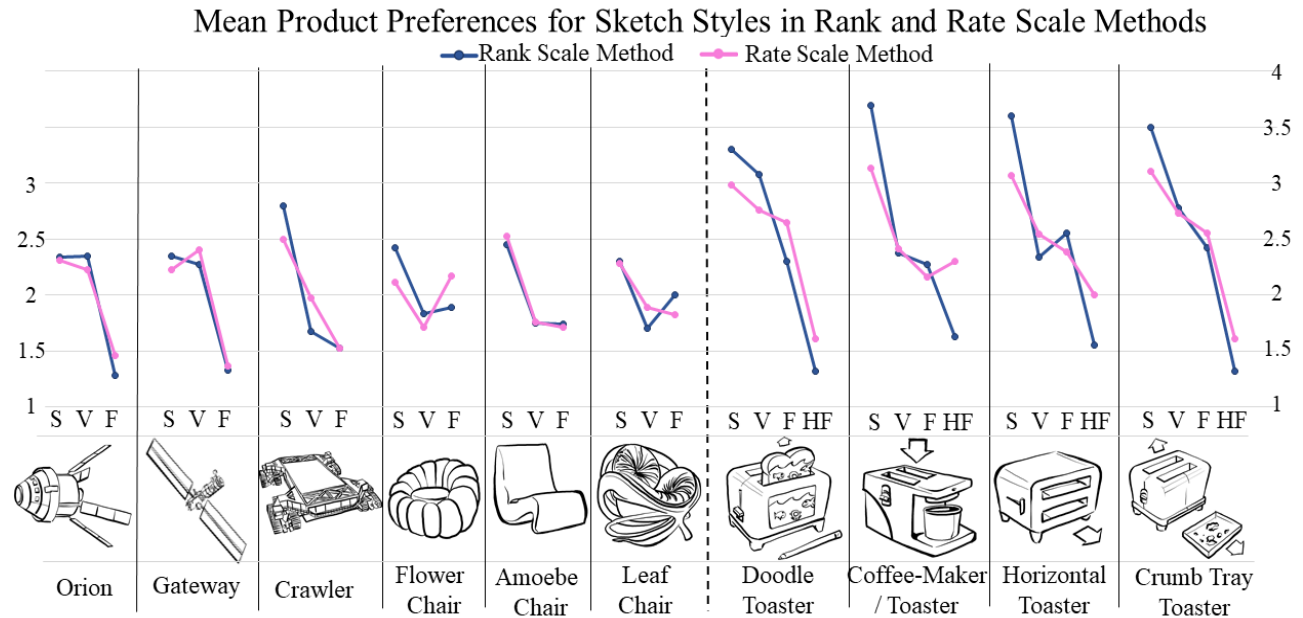 Mean Product Preferences for Sketch Styles in Rank and Rate Scale Methods
Rank Scale Method Rate Scale Method
4
3.5
3 3
2.5 2.5
2 2
1.5 1.5
1 1
S V F S V F S V F S V F S V F S V F S V F HF S V F HF S V F HF S V F HF
Orion Gateway Crawler Flower Chair Amoebe Chair Leaf Chair Doodle Toaster Coffee-Maker / Toaster Horizontal Toaster Crumb Tray Toaster